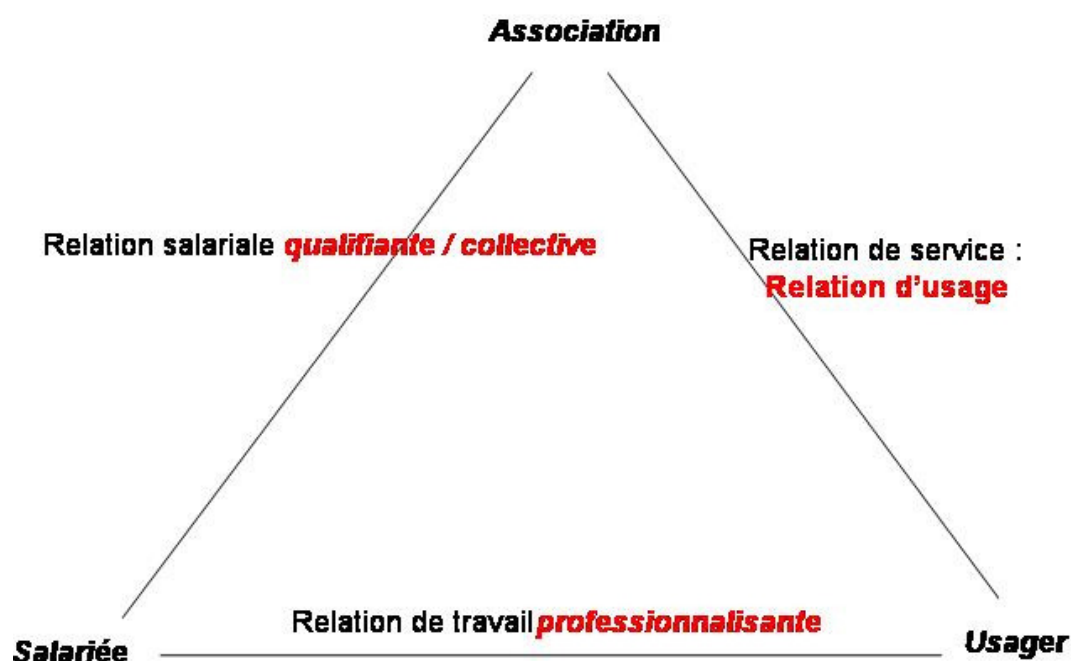 Association
Relation salariale qualifiante / collective
Relation de service :
Relation d'usage
Relation de travail professionnalisante
Salariée
Usager